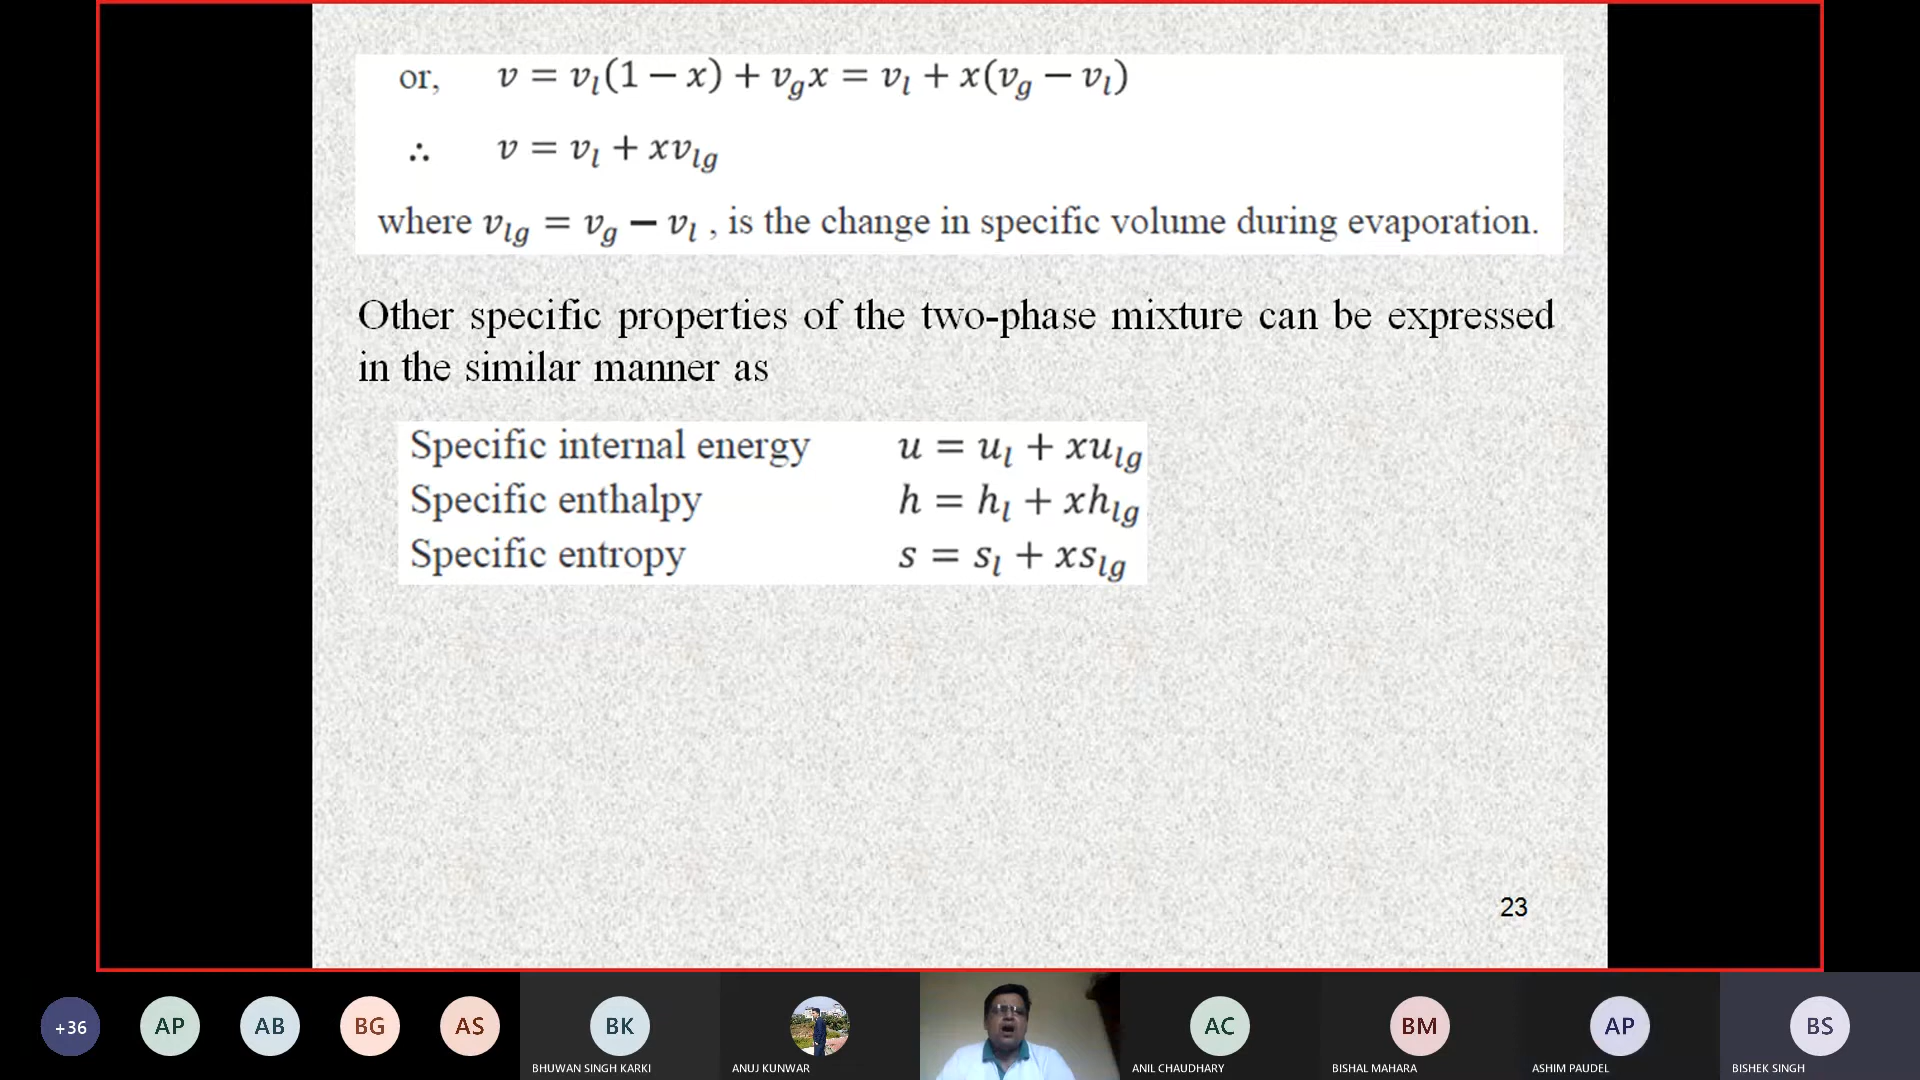 or, v = v_l(1 − x) + v_g x = v_l + x(v_g − v_l)
∴ v = v_l + xv_lg
where v_lg = v_g − v_l , is the change in specific volume during evaporation.
Other specific properties of the two-phase mixture can be expressed
in the similar manner as
Specific internal energy u = u_l + xu_lg
Specific enthalpy h = h_l + xh_lg
Specific entropy s = s_l + xs_lg
23
+36 AP AB BG AS BK AC BM AP BS
BHUWAN SINGH KARKI ANUJ KUNWAR ANIL CHAUDHARY BISHAL MAHARA ASHIM PAUDEL BISHEK SINGH